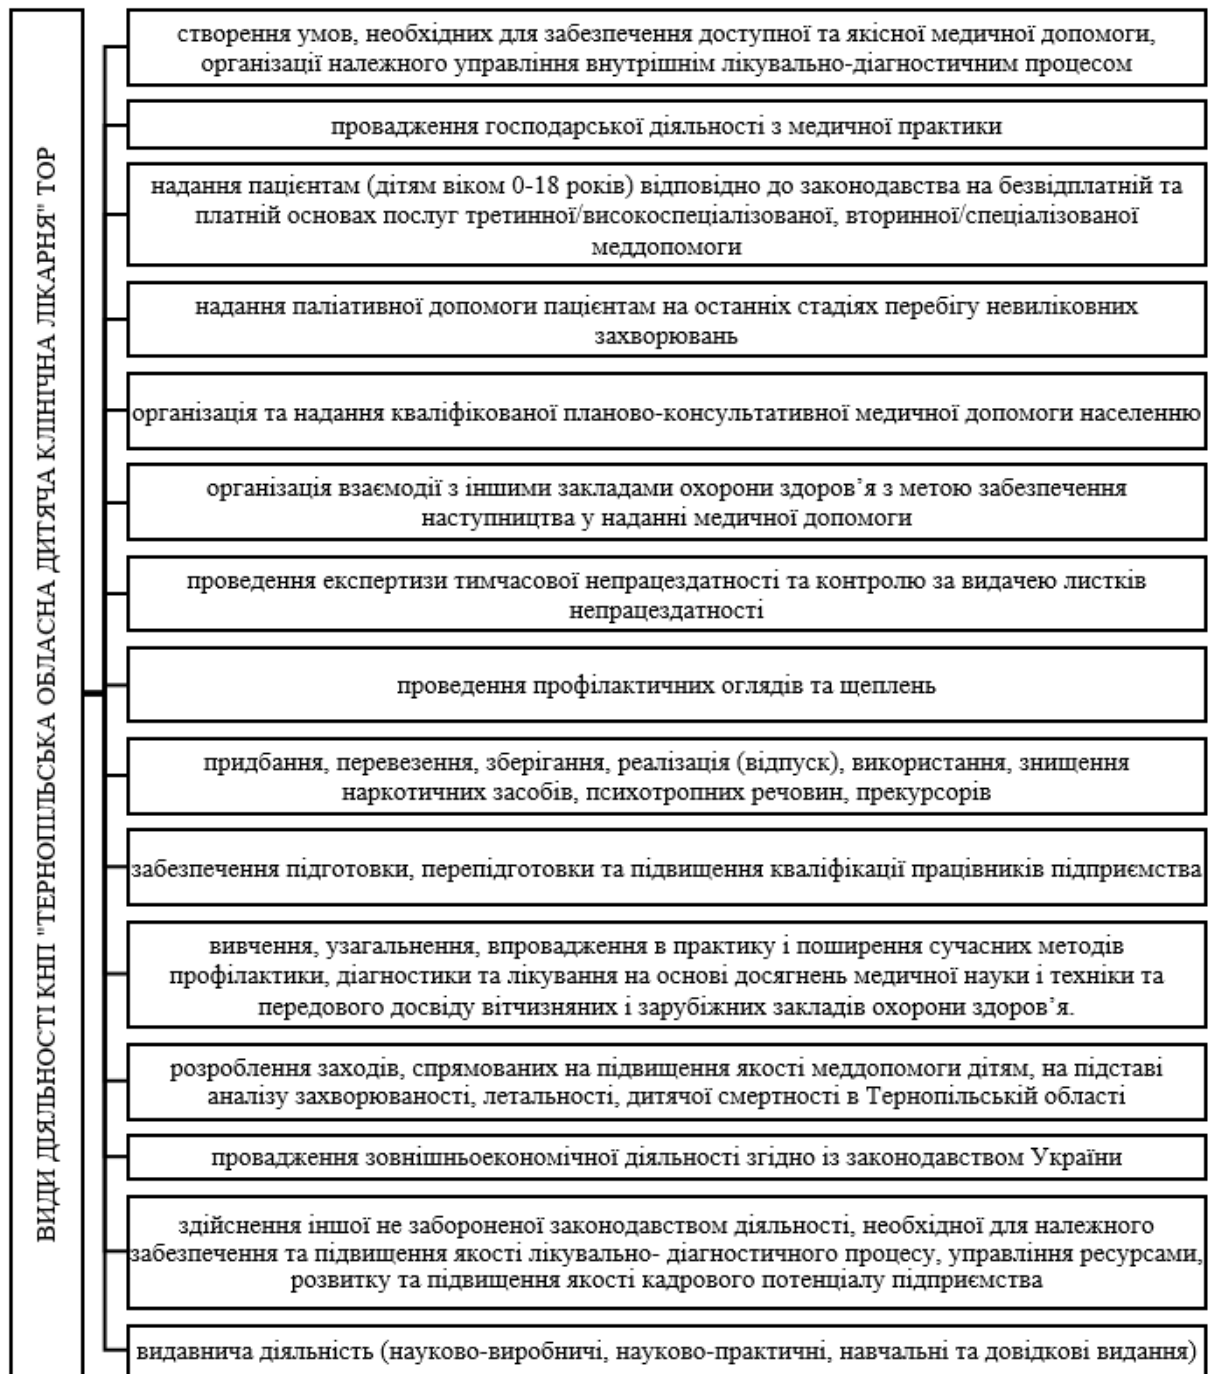 ВИДИ ДІЯЛЬНОСТІ КНП "ТЕРНОПІЛЬСЬКА ОБЛАСНА ДИТЯЧА КЛІНІЧНА ЛІКАРНЯ" ТОР
створення умов, необхідних для забезпечення доступної та якісної медичної допомоги,
організації належного управління внутрішнім лікувально-діагностичним процесом
провадження господарської діяльності з медичної практики
надання пацієнтам (дітям віком 0-18 років) відповідно до законодавства на безвідплатній та
платній основах послуг третинної/високоспеціалізованої, вторинної/спеціалізованої
меддопомоги
надання паліативної допомоги пацієнтам на останніх стадіях перебігу невиліковних
захворювань
організація та надання кваліфікованої планово-консультативної медичної допомоги населенню
організація взаємодії з іншими закладами охорони здоров’я з метою забезпечення
наступництва у наданні медичної допомоги
проведення експертизи тимчасової непрацездатності та контролю за видачею листків
непрацездатності
проведення профілактичних оглядів та щеплень
придбання, перевезення, зберігання, реалізація (відпуск), використання, знищення
наркотичних засобів, психотропних речовин, прекурсорів
забезпечення підготовки, перепідготовки та підвищення кваліфікації працівників підприємства
вивчення, узагальнення, впровадження в практику і поширення сучасних методів
профілактики, діагностики та лікування на основі досягнень медичної науки і техніки та
передового досвіду вітчизняних і зарубіжних закладів охорони здоров’я.
розроблення заходів, спрямованих на підвищення якості меддопомоги дітям, на підставі
аналізу захворюваності, летальності, дитячої смертності в Тернопільській області
провадження зовнішньоекономічної діяльності згідно із законодавством України
здійснення іншої не забороненої законодавством діяльності, необхідної для належного
забезпечення та підвищення якості лікувально- діагностичного процесу, управління ресурсами,
розвитку та підвищення якості кадрового потенціалу підприємства
видавнича діяльність (науково-виробничі, науково-практичні, навчальні та довідкові видання)